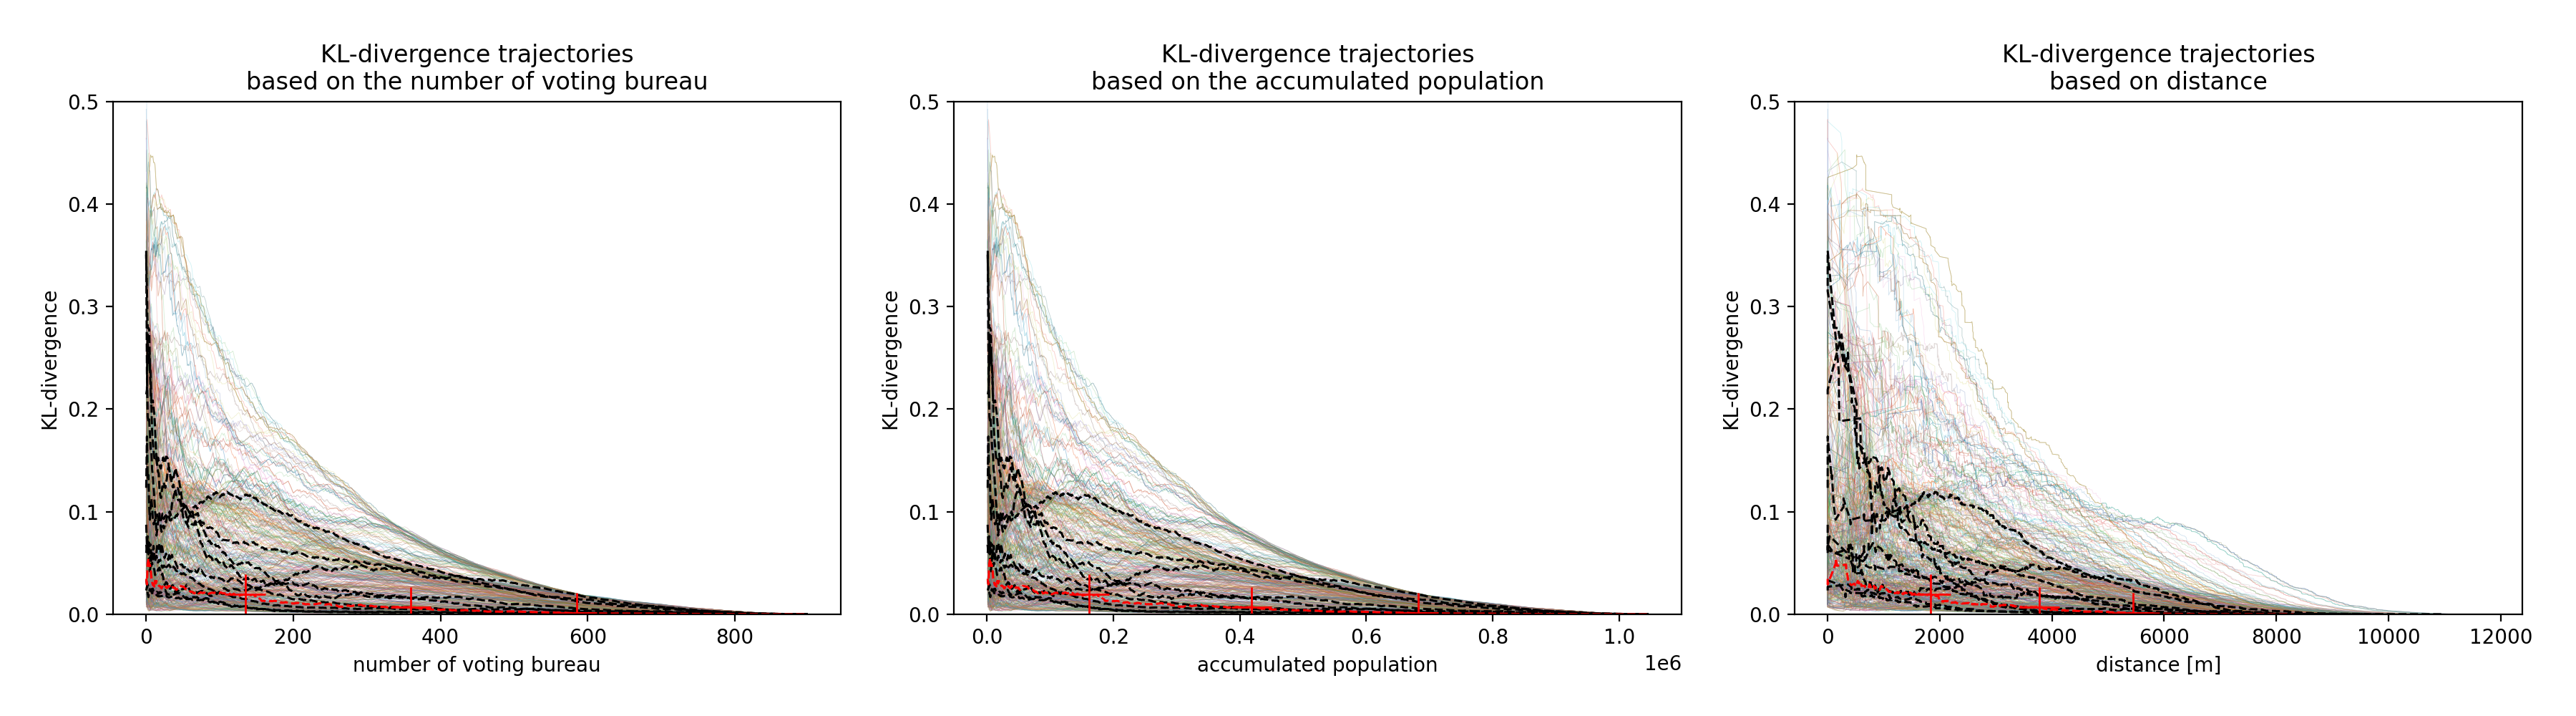 KL-divergence trajectories
based on the number of voting bureau
0.5
0.4
0.3
0.2
0.1
0.0
KL-divergence
0 200 400 600 800
number of voting bureau
KL-divergence trajectories
based on the accumulated population
0.5
0.4
0.3
0.2
0.1
0.0
KL-divergence
0.0 0.2 0.4 0.6 0.8 1.0
1e6
accumulated population
KL-divergence trajectories
based on distance
0.5
0.4
0.3
0.2
0.1
0.0
KL-divergence
0 2000 4000 6000 8000 10000 12000
distance [m]